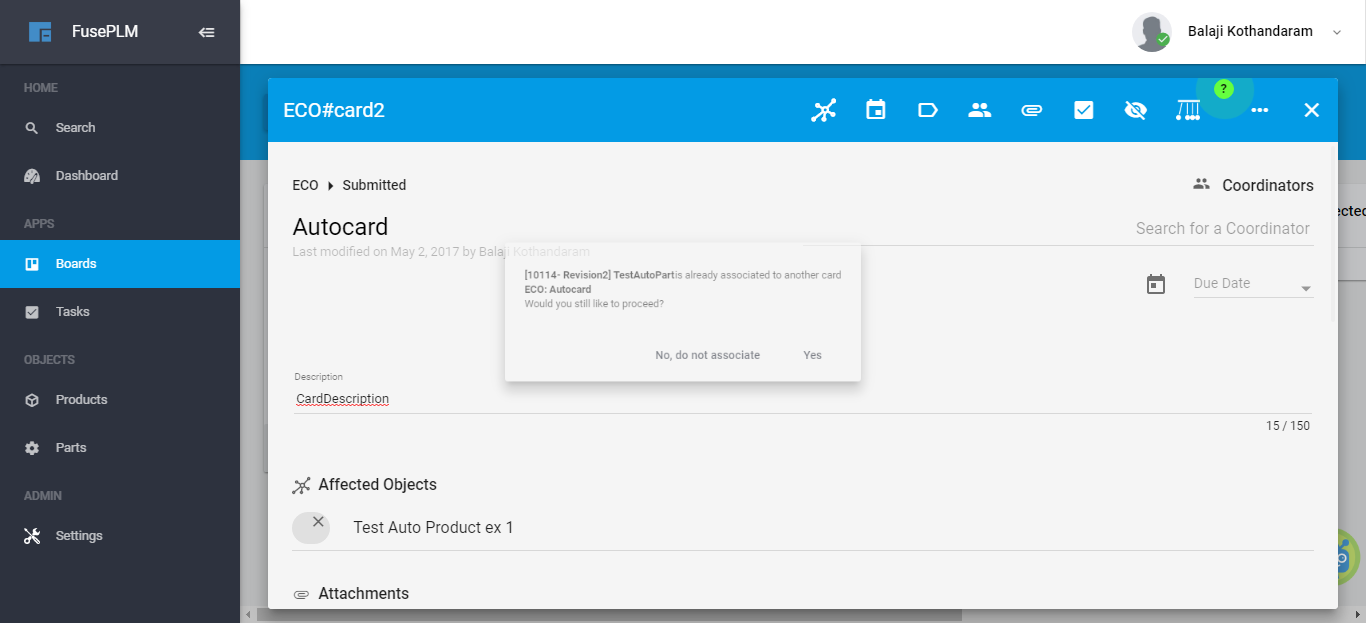 FusePLM
Balaji Kothandaram
HOME
Search
Dashboard
APPS
Boards
Tasks
OBJECTS
Products
Parts
ADMIN
Settings
ECO#card2
?
ECO Submitted
Coordinators
Autocard
Search for a Coordinator
Last modified on May 2, 2017 by Balaji Kothandaram
[10114- Revision2] TestAutoPartis already associated to another card
ECO: Autocard
Would you still like to proceed?
No, do not associate Yes
Due Date
Description
CardDescription
15 / 150
Affected Objects
Test Auto Product ex 1
Attachments